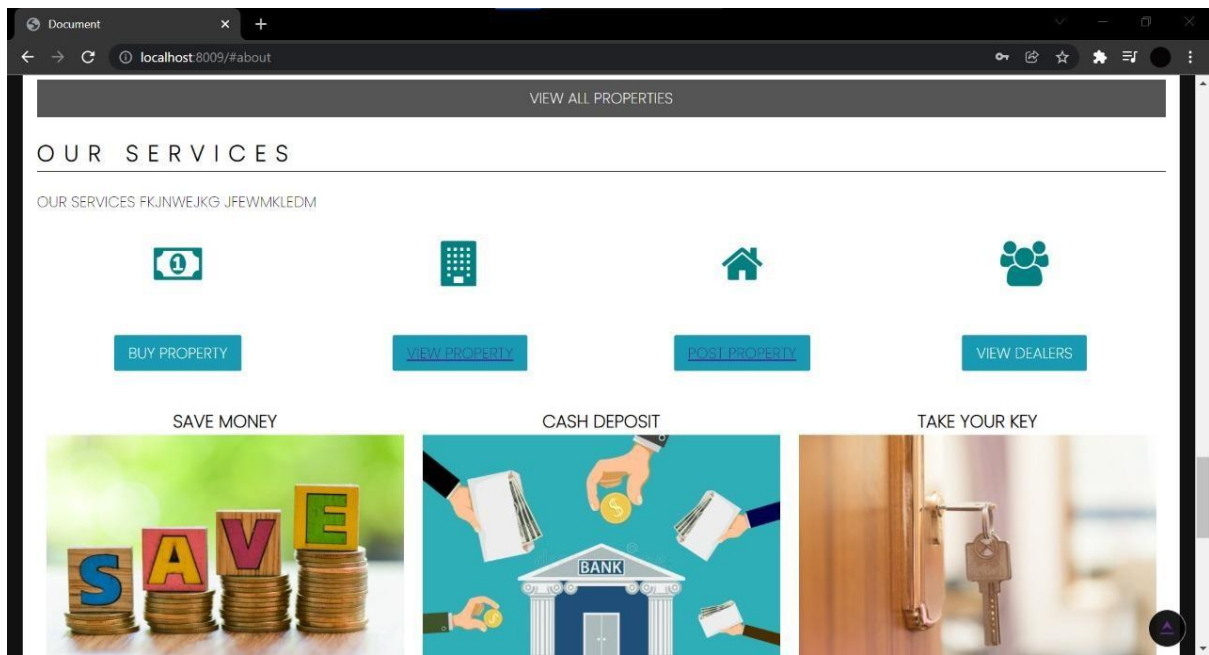 Document
localhost:8009/#about
VIEW ALL PROPERTIES
OUR SERVICES
OUR SERVICES FKJNWEJKG JFEWMKLEDM
1
BUY PROPERTY
VIEW PROPERTY
POST PROPERTY
VIEW DEALERS
SAVE MONEY
CASH DEPOSIT
TAKE YOUR KEY
SAVE
BANK